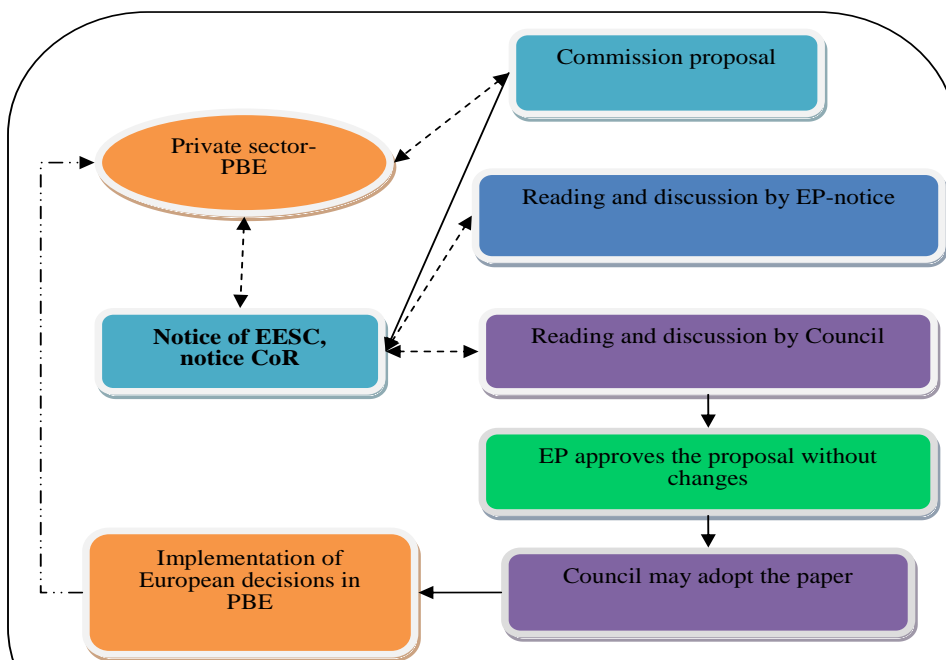 Commission proposal
Private sector-
PBE
Reading and discussion by EP-notice
Notice of EESC,
notice CoR
Reading and discussion by Council
EP approves the proposal without
changes
Implementation of
European decisions in
PBE
Council may adopt the paper